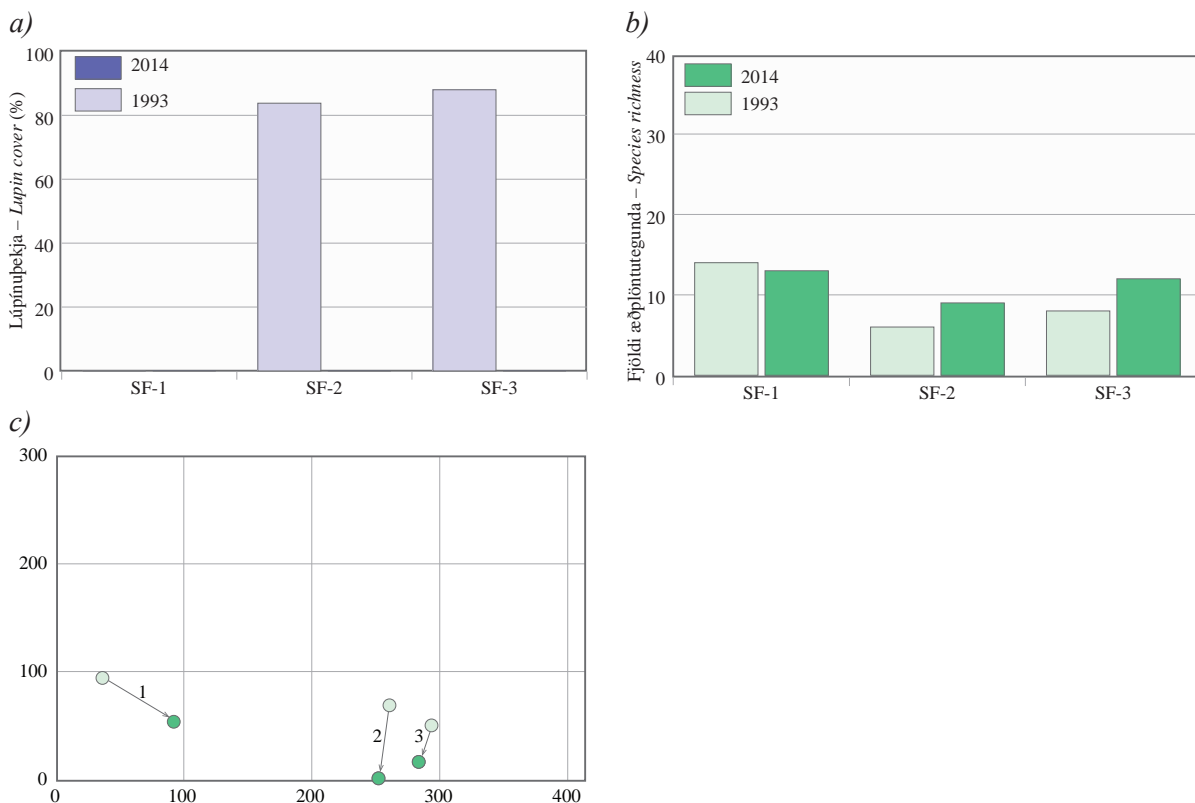 a)
Lúpínuþekja – Lupin cover (%)
100
80
60
40
20
0
2014
1993
SF-1
SF-2
SF-3
b)
Fjöldi æðplöntutegunda – Species richness
40
30
20
10
0
2014
1993
SF-1
SF-2
SF-3
c)
300
200
100
0
1
2
3
0
100
200
300
400